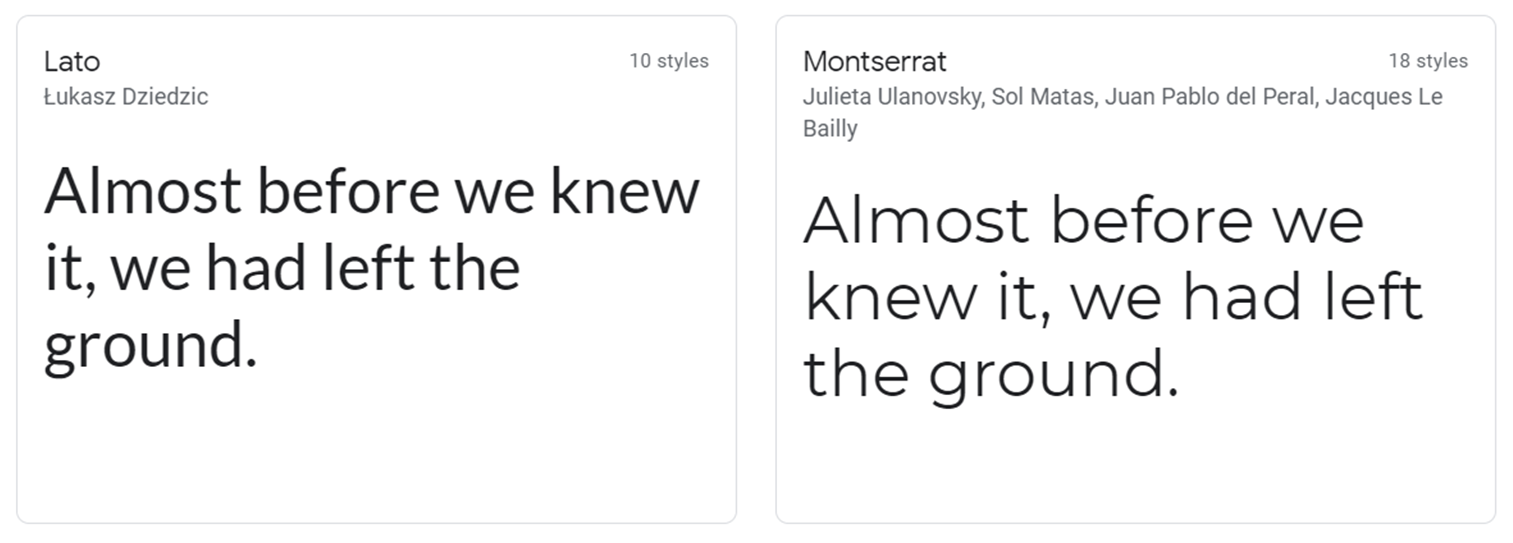 Lato
10 styles
Łukasz Dziedzic
Almost before we knew
it, we had left the
ground.
Montserrat
18 styles
Julieta Ulanovsky, Sol Matas, Juan Pablo del Peral, Jacques Le
Bailly
Almost before we
knew it, we had left
the ground.